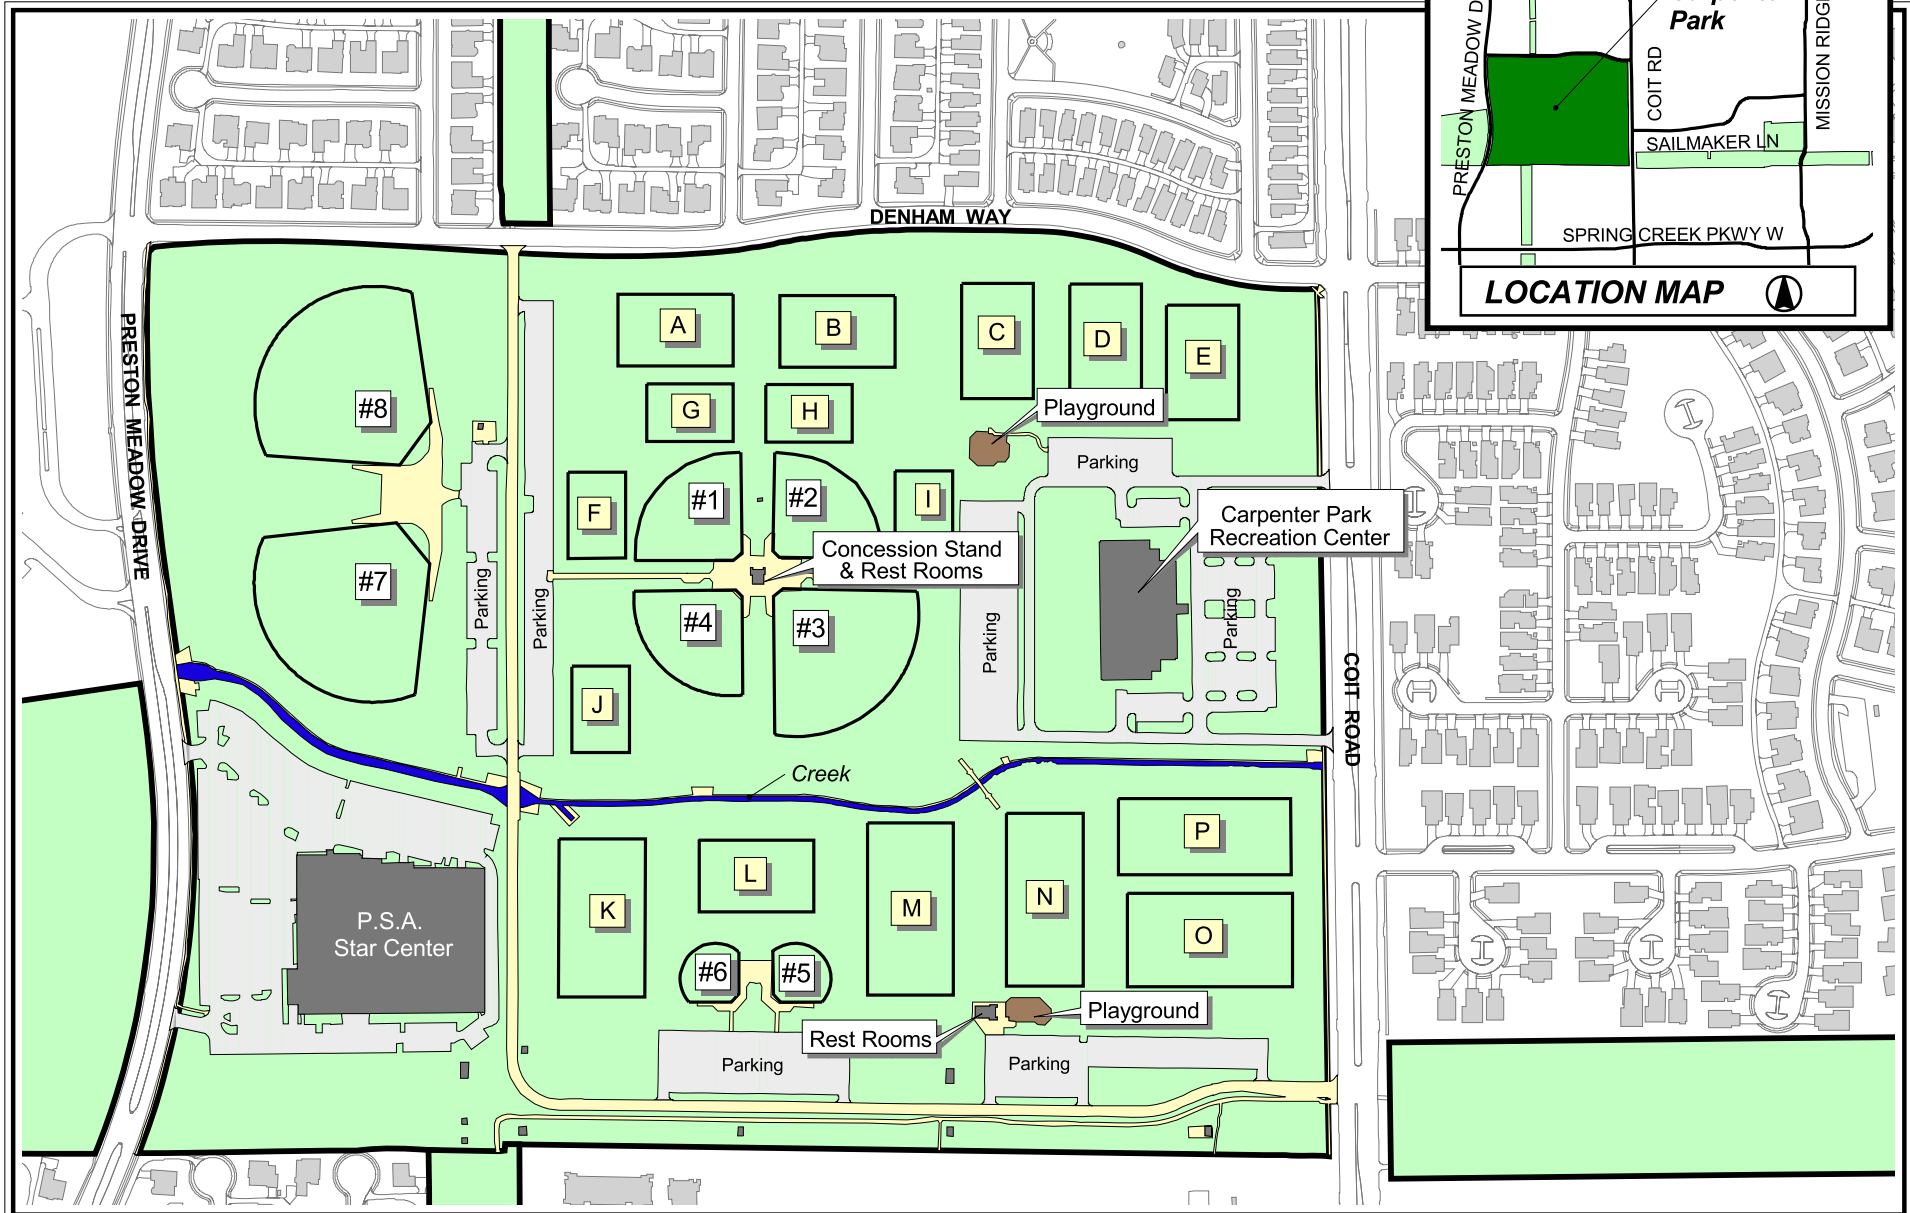 Park
PRESTON MEADOW D
COIT RD
MISSION RIDG
SAILMAKER LN
SPRING CREEK PKWY W
LOCATION MAP
DENHAM WAY
PRESTON MEADOW DRIVE
COIT ROAD
A
B
C
D
E
#8
G
H
Playground
Parking
#1
#2
F
I
Carpenter Park
Recreation Center
Concession Stand
& Rest Rooms
#7
Parking
Parking
#4
#3
Parking
Parking
J
Creek
P
L
K
M
N
P.S.A.
Star Center
O
#6
#5
Playground
Rest Rooms
Parking
Parking